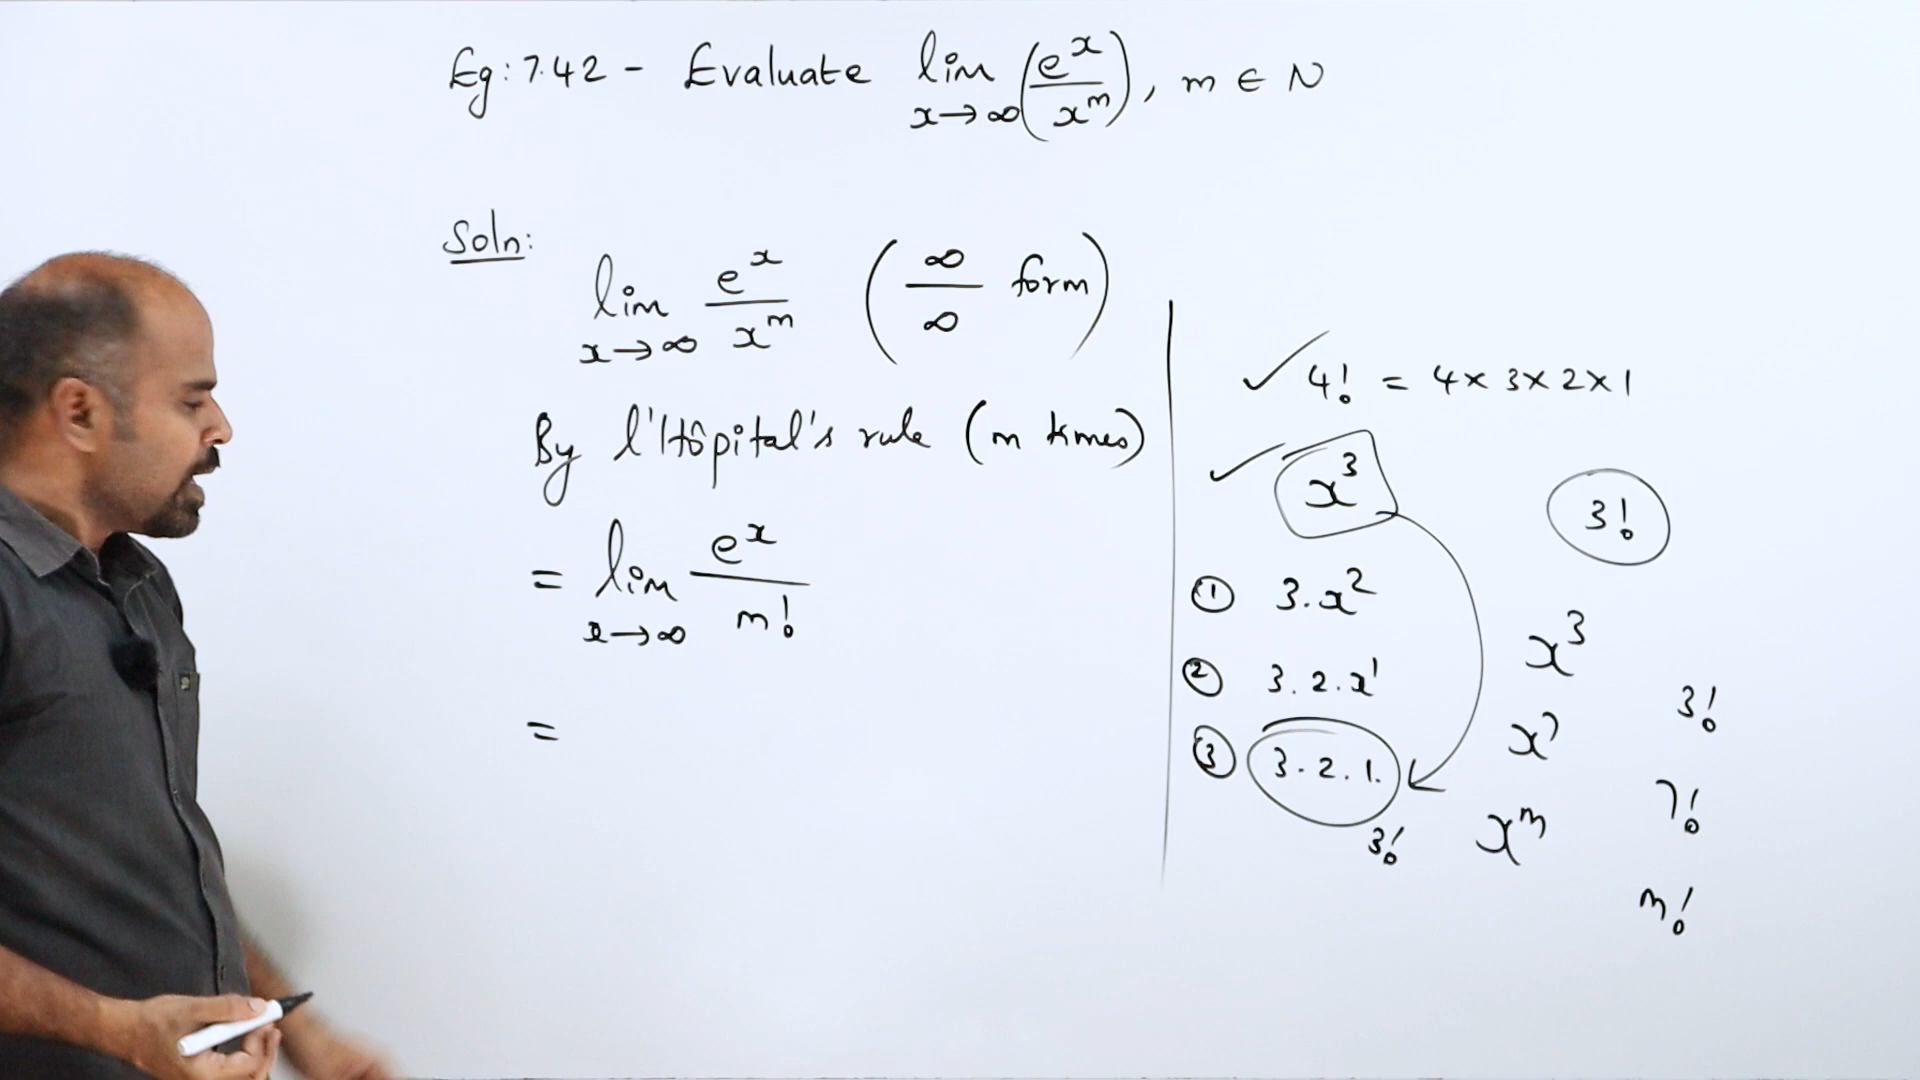 Eg: 7.42 - Evaluate lim x→∞ (e^x / x^m), m ∈ N
Soln:
lim x→∞ e^x / x^m (∞/∞ form)
By l'Hôpital's rule (m times)
= lim x→∞ e^x / m!
=
✓ 4! = 4 × 3 × 2 × 1
✓ x^3 3!
① 3.x^2
② 3.2.x^1
③ 3.2.1.
3!
x^3
3!
x^7
7!
x^m
m!